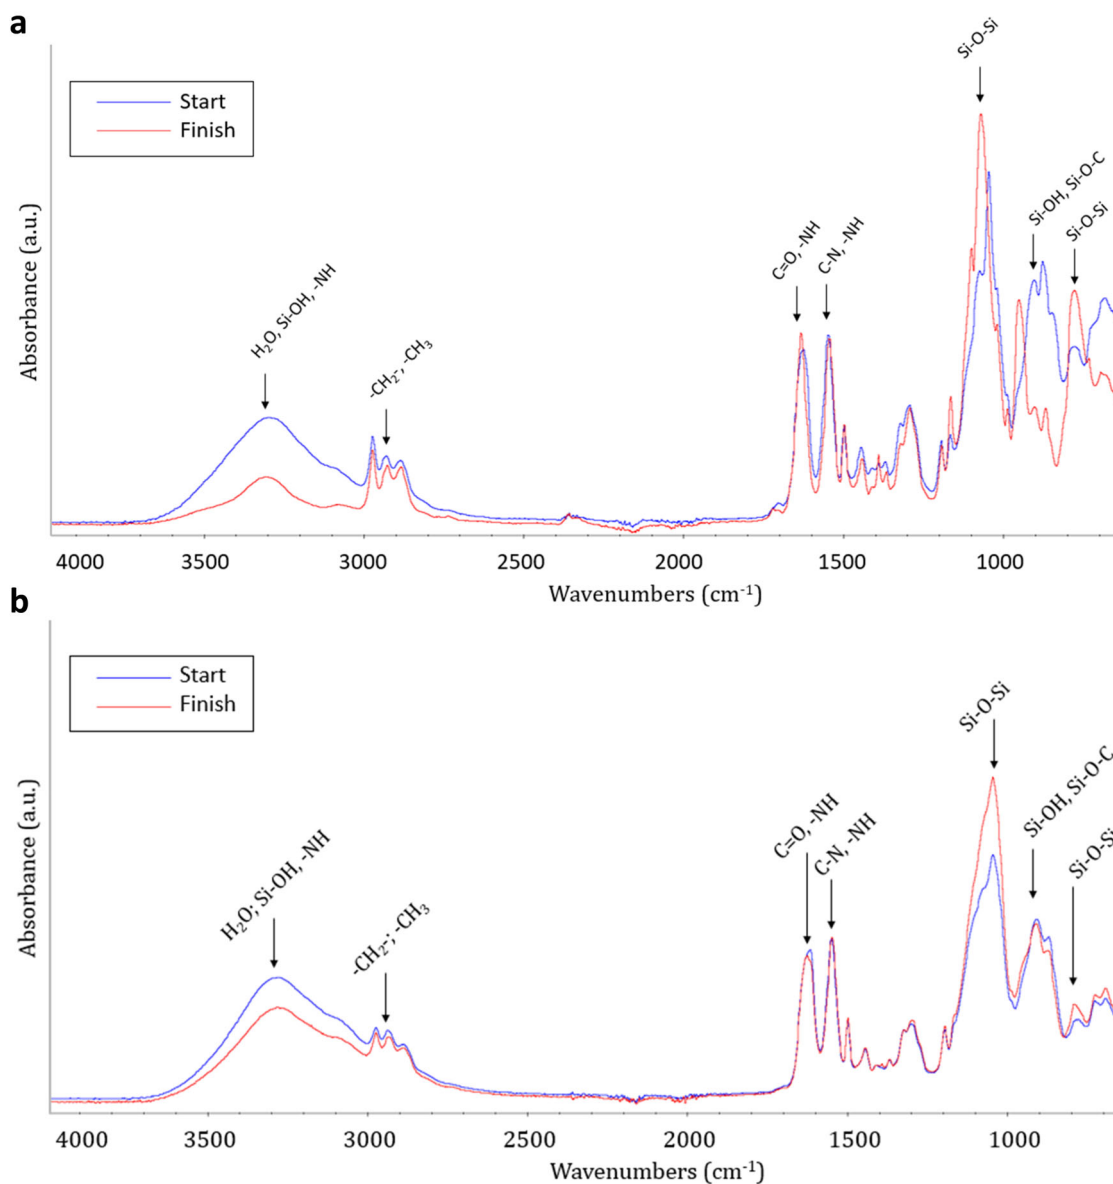 a
Start
Finish
H₂O, Si-OH, -NH
-CH₂-, -CH₃
C=O, -NH
C-N, -NH
Si-O-Si
Si-OH, Si-O-C
Si-O-Si
Absorbance (a.u.)
4000 3500 3000 2500 2000 1500 1000
Wavenumbers (cm⁻¹)
b
Start
Finish
H₂O; Si-OH, -NH
-CH₂-; -CH₃
C=O, -NH
C-N, -NH
Si-O-Si
Si-OH, Si-O-C
Si-O-Si
Absorbance (a.u.)
4000 3500 3000 2500 2000 1500 1000
Wavenumbers (cm⁻¹)